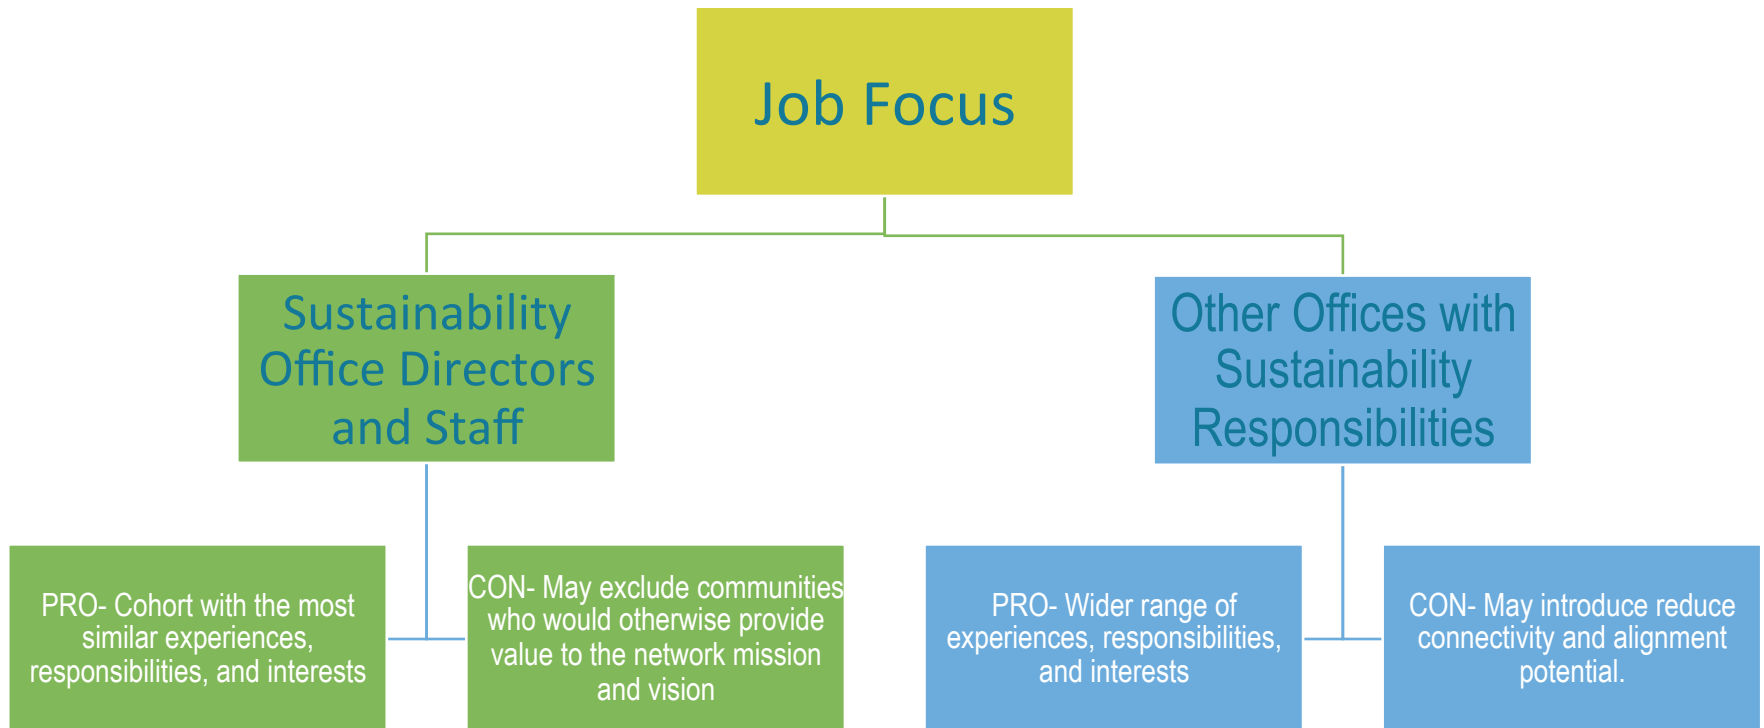 Job Focus
Sustainability
Office Directors
and Staff
Other Offices with
Sustainability
Responsibilities
PRO- Cohort with the most
similar experiences,
responsibilities, and interests
CON- May exclude communities
who would otherwise provide
value to the network mission
and vision
PRO- Wider range of
experiences, responsibilities,
and interests
CON- May introduce reduce
connectivity and alignment
potential.